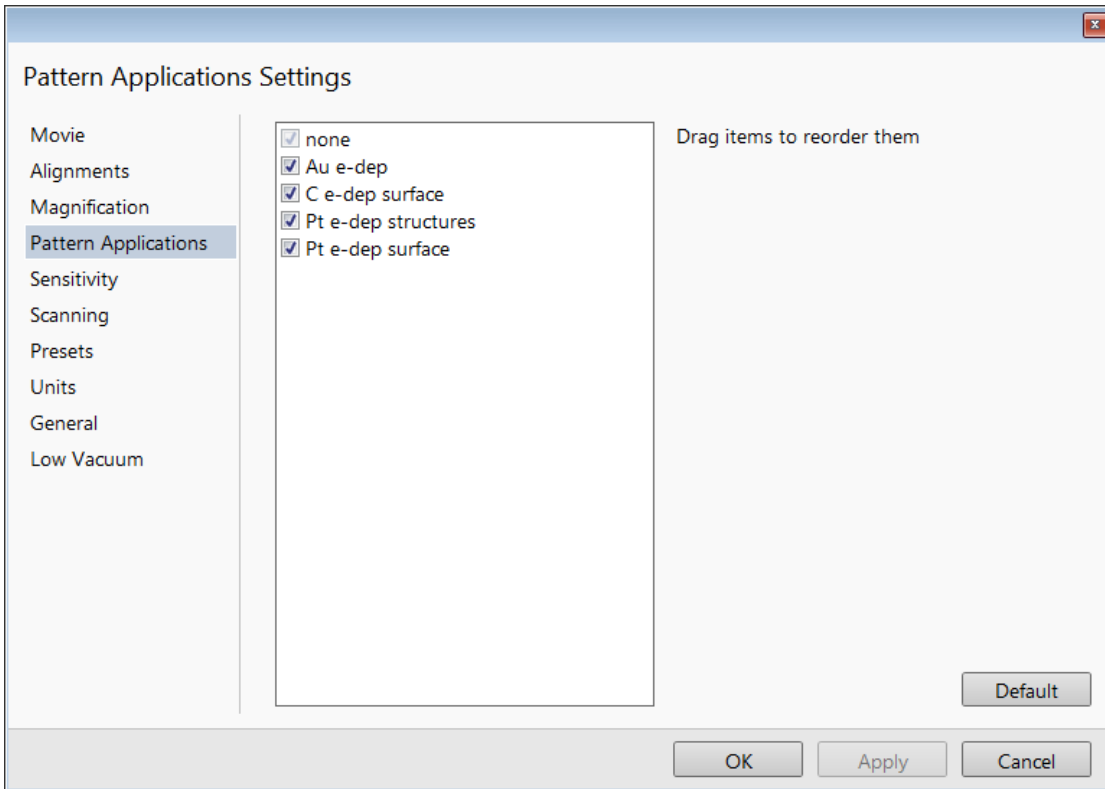 Pattern Applications Settings
Movie
Alignments
Magnification
Pattern Applications
Sensitivity
Scanning
Presets
Units
General
Low Vacuum
none
Au e-dep
C e-dep surface
Pt e-dep structures
Pt e-dep surface
Drag items to reorder them
Default
OK
Apply
Cancel